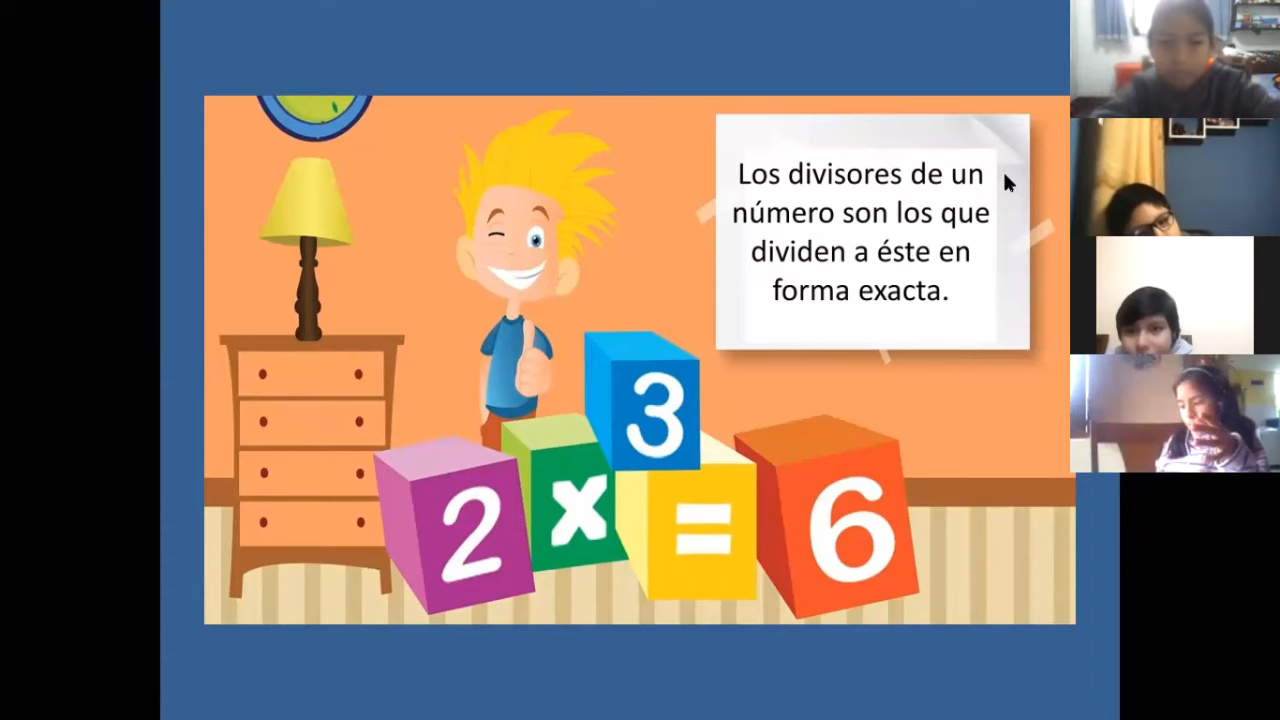 Los divisores de un
número son los que
dividen a éste en
forma exacta.
3
2 x = 6